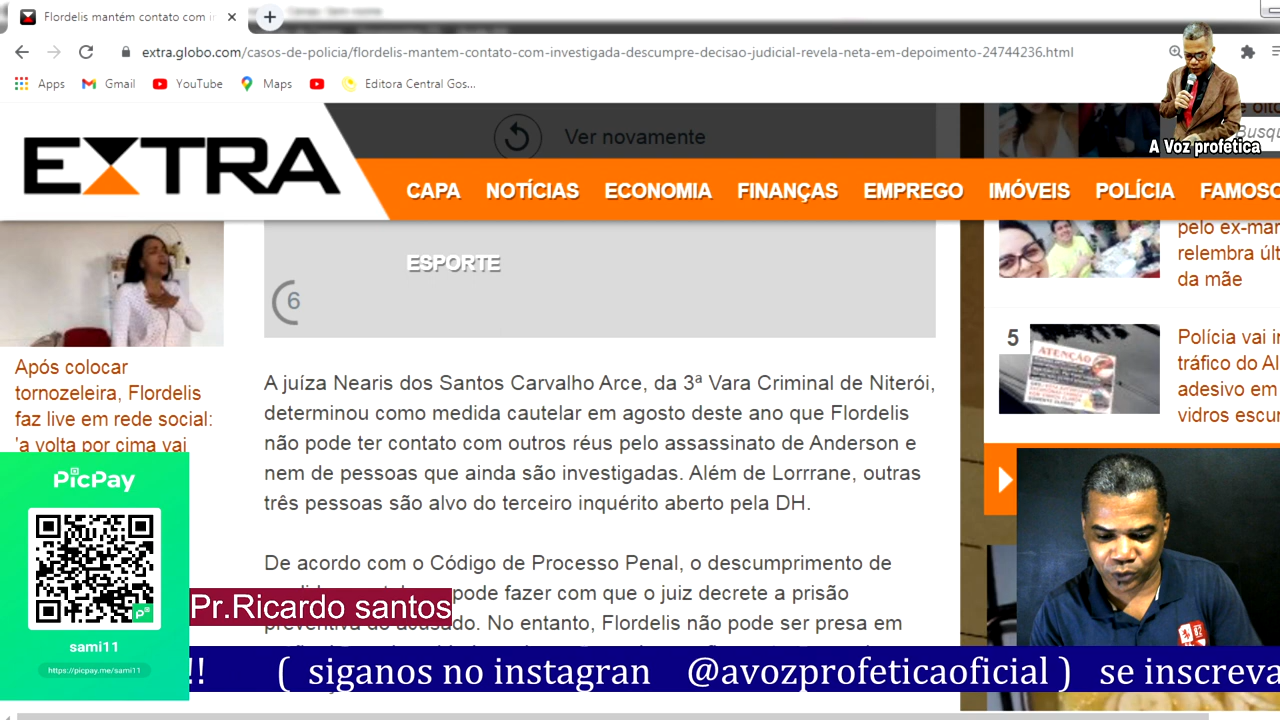 Flordelis mantém contato com in
extra.globo.com/casos-de-policia/flordelis-mantem-contato-com-investigada-descumpre-decisao-judicial-revela-neta-em-depoimento-24744236.html
Apps Gmail YouTube Maps Editora Central Gos...
A Voz profética
Busqu
EXTRA
Ver novamente
CAPA NOTÍCIAS ECONOMIA FINANÇAS EMPREGO IMÓVEIS POLÍCIA FAMOSO
ESPORTE
6
pelo ex-mar
relembra últ
da mãe
5
ATENÇÃO
Polícia vai in
tráfico do Al
adesivo em
vidros escur
Após colocar
tornozeleira, Flordelis
faz live em rede social:
'a volta por cima vai
A juíza Nearis dos Santos Carvalho Arce, da 3ª Vara Criminal de Niterói,
determinou como medida cautelar em agosto deste ano que Flordelis
não pode ter contato com outros réus pelo assassinato de Anderson e
nem de pessoas que ainda são investigadas. Além de Lorrrane, outras
três pessoas são alvo do terceiro inquérito aberto pela DH.
De acordo com o Código de Processo Penal, o descumprimento de
pode fazer com que o juiz decrete a prisão
preventiva do acusado. No entanto, Flordelis não pode ser presa em
PicPay
sami11
https://picpay.me/sami11
Pr.Ricardo santos
!! ( siganos no instagran @avozprofeticaoficial ) se inscreva